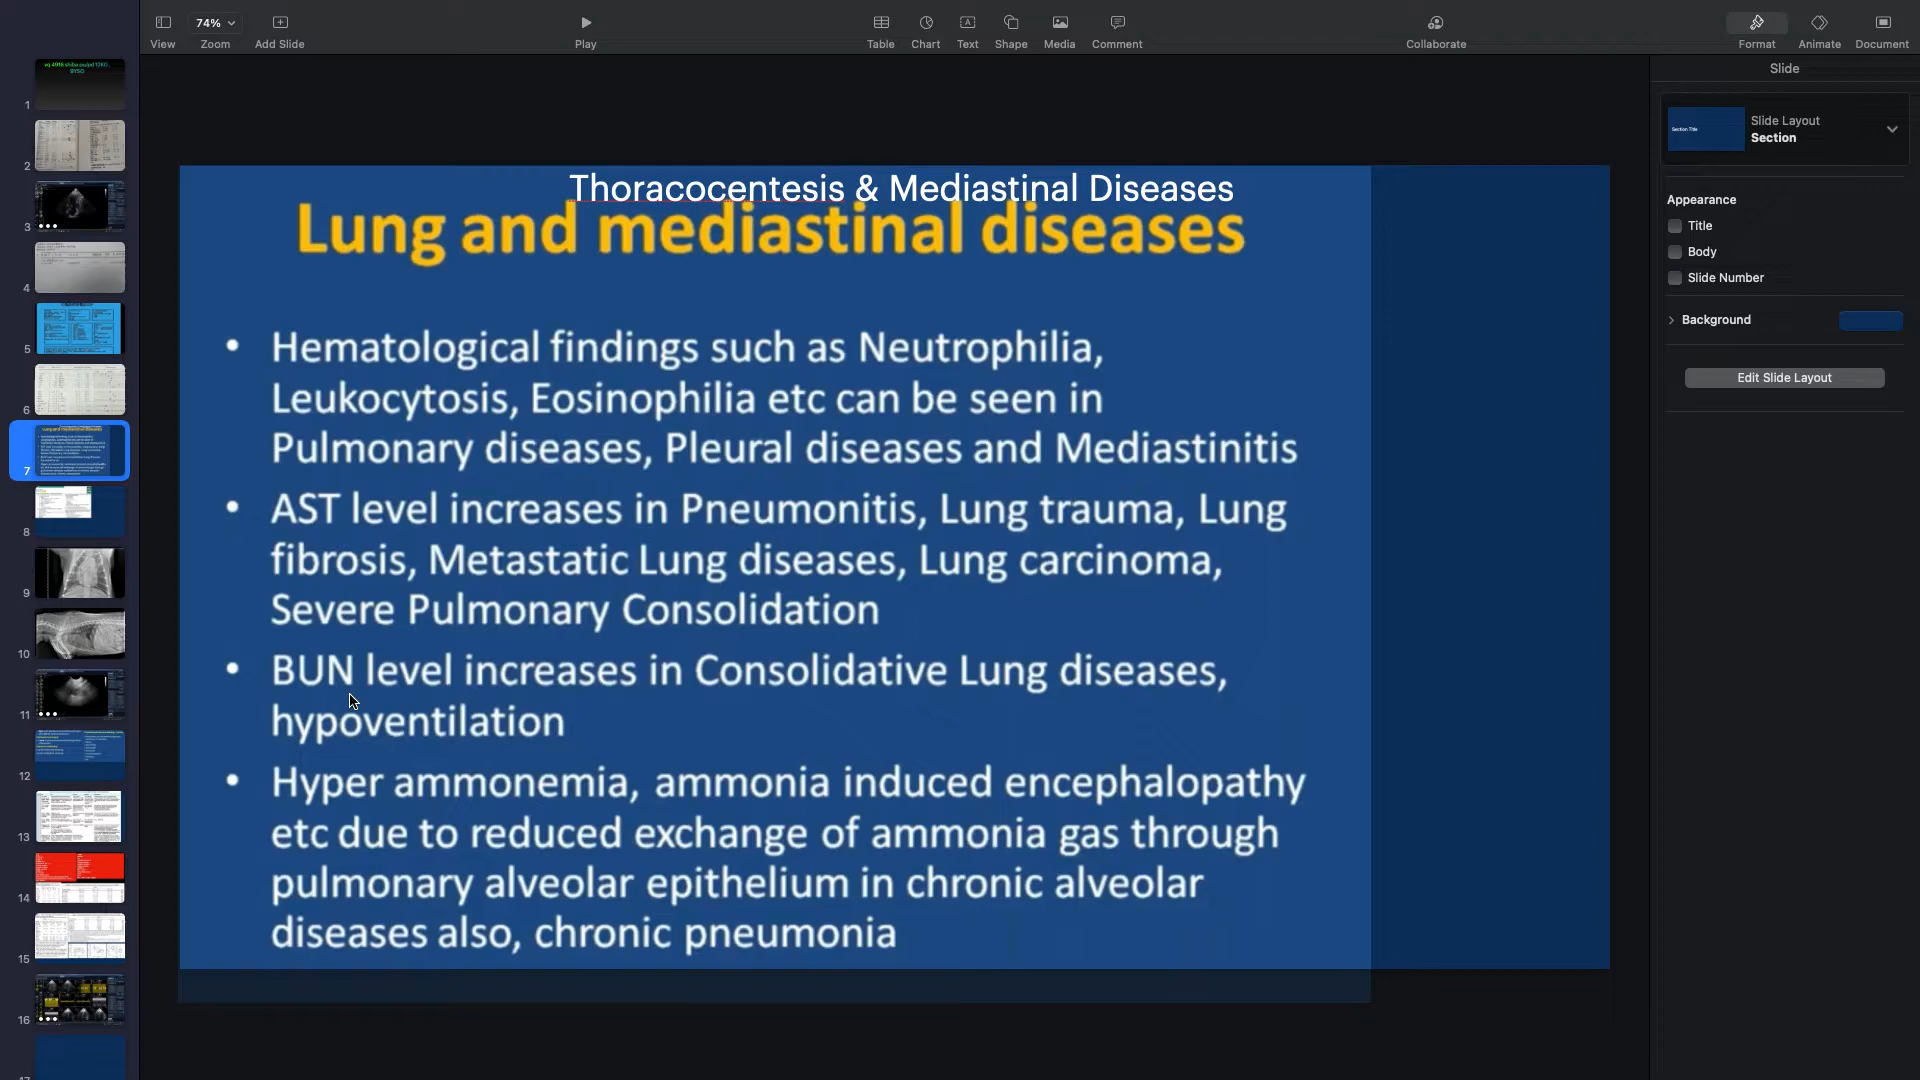 74%
View
Zoom
Add Slide
Play
Table
Chart
Text
Shape
Media
Comment
Collaborate
Format
Animate
Document
1
2
3
4
5
6
7
8
9
10
11
12
13
14
15
16
Thoracocentesis & Mediastinal Diseases
Lung and mediastinal diseases
• Hematological findings such as Neutrophilia,
Leukocytosis, Eosinophilia etc can be seen in
Pulmonary diseases, Pleural diseases and Mediastinitis
• AST level increases in Pneumonitis, Lung trauma, Lung
fibrosis, Metastatic Lung diseases, Lung carcinoma,
Severe Pulmonary Consolidation
• BUN level increases in Consolidative Lung diseases,
hypoventilation
• Hyper ammonemia, ammonia induced encephalopathy
etc due to reduced exchange of ammonia gas through
pulmonary alveolar epithelium in chronic alveolar
diseases also, chronic pneumonia
Slide
Section Title
Slide Layout
Section
Appearance
Title
Body
Slide Number
Background
Edit Slide Layout